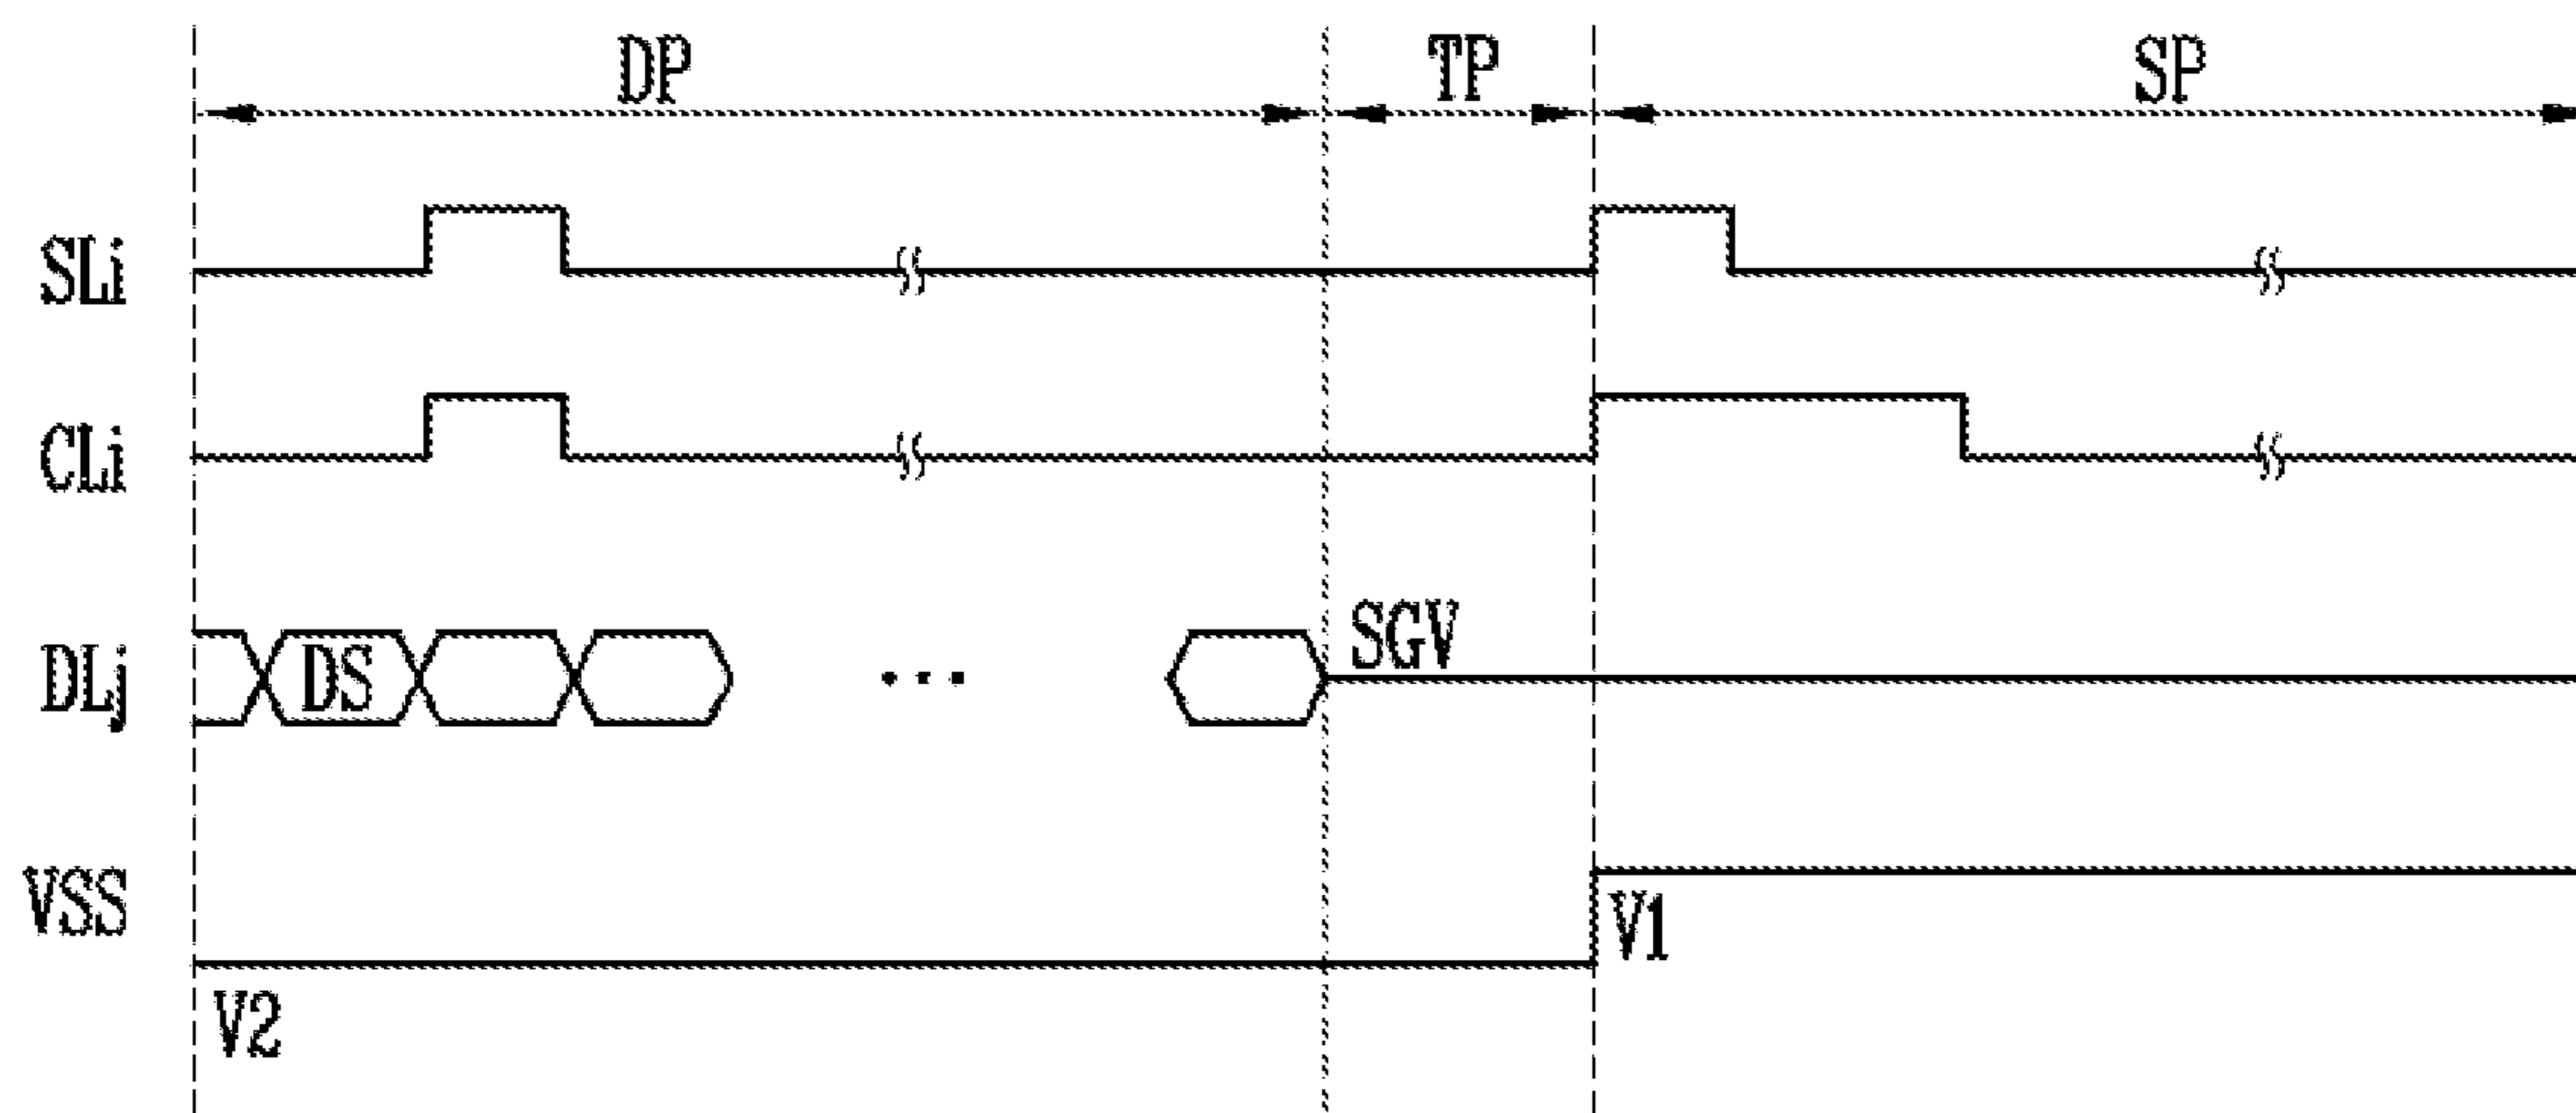 DP TP SP
SLi
CLi
SGV
DLj DS ...
VSS
V1
V2